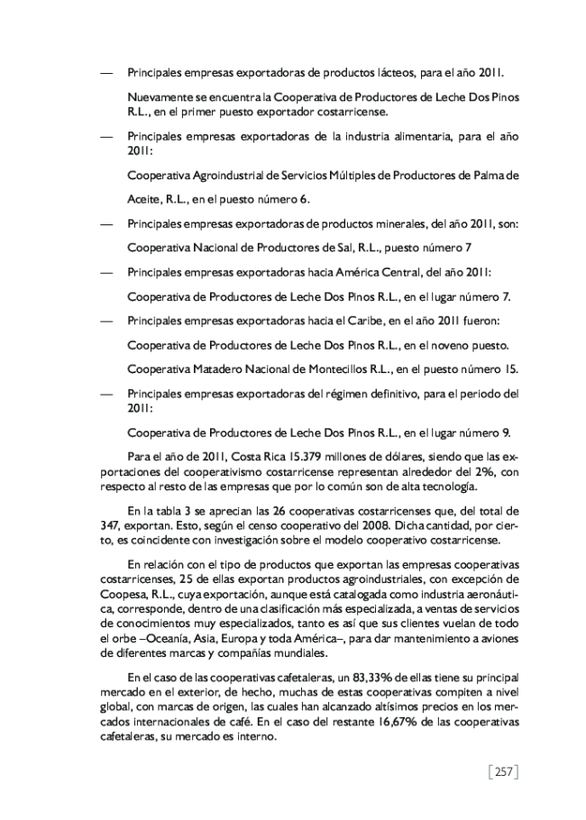 — Principales empresas exportadoras de productos lácteos, para el año 2011.
Nuevamente se encuentra la Cooperativa de Productores de Leche Dos Pinos
R.L., en el primer puesto exportador costarricense.
— Principales empresas exportadoras de la industria alimentaria, para el año
2011:
Cooperativa Agroindustrial de Servicios Múltiples de Productores de Palma de
Aceite, R.L., en el puesto número 6.
— Principales empresas exportadoras de productos minerales, del año 2011, son:
Cooperativa Nacional de Productores de Sal, R.L., puesto número 7
— Principales empresas exportadoras hacia América Central, del año 2011:
Cooperativa de Productores de Leche Dos Pinos R.L., en el lugar número 7.
— Principales empresas exportadoras hacia el Caribe, en el año 2011 fueron:
Cooperativa de Productores de Leche Dos Pinos R.L., en el noveno puesto.
Cooperativa Matadero Nacional de Montecillos R.L., en el puesto número 15.
— Principales empresas exportadoras del régimen definitivo, para el periodo del
2011:
Cooperativa de Productores de Leche Dos Pinos R.L., en el lugar número 9.
Para el año de 2011, Costa Rica 15.379 millones de dólares, siendo que las ex-
portaciones del cooperativismo costarricense representan alrededor del 2%, con
respecto al resto de las empresas que por lo común son de alta tecnología.
En la tabla 3 se aprecian las 26 cooperativas costarricenses que, del total de
347, exportan. Esto, según el censo cooperativo del 2008. Dicha cantidad, por cier-
to, es coincidente con investigación sobre el modelo cooperativo costarricense.
En relación con el tipo de productos que exportan las empresas cooperativas
costarricenses, 25 de ellas exportan productos agroindustriales, con excepción de
Coopesa, R.L., cuya exportación, aunque está catalogada como industria aeronáuti-
ca, corresponde, dentro de una clasificación más especializada, a ventas de servicios
de conocimientos muy especializados, tanto es así que sus clientes vuelan de todo
el orbe –Oceanía, Asia, Europa y toda América–, para dar mantenimiento a aviones
de diferentes marcas y compañías mundiales.
En el caso de las cooperativas cafetaleras, un 83,33% de ellas tiene su principal
mercado en el exterior, de hecho, muchas de estas cooperativas compiten a nivel
global, con marcas de origen, las cuales han alcanzado altísimos precios en los mer-
cados internacionales de café. En el caso del restante 16,67% de las cooperativas
cafetaleras, su mercado es interno.
[257]